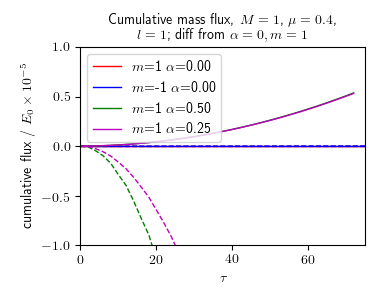 Cumulative mass flux, M = 1, μ = 0.4,
l = 1; diff from α = 0, m = 1
m=1 α=0.00
m=-1 α=0.00
m=1 α=0.50
m=1 α=0.25
cumulative flux / E₀ × 10⁻⁵
1.0
0.5
0.0
−0.5
−1.0
0 20 40 60
τ